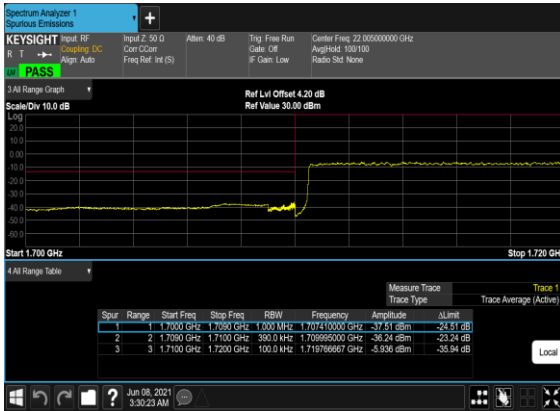 Spectrum Analyzer 1
Spurious Emissions
+
KEYSIGHT Input: RF Input Z: 50 Ω Atten: 40 dB Trig: Free Run Center Freq: 22.005000000 GHz
R T Coupling: DC Corr CCorr Gate: Off Avg|Hold: 100/100
Align: Auto Freq Ref: Int (S) IF Gain: Low Radio Std: None
PASS
3 All Range Graph
Ref Lvl Offset 4.20 dB
Scale/Div 10.0 dB Ref Value 30.00 dBm
Log
20.0
10.0
0.00
-10.0
-20.0
-30.0
-40.0
-50.0
-60.0
Start 1.700 GHz Stop 1.720 GH
4 All Range Table
Measure Trace Trace 1
Trace Type Trace Average (Active)
Spur Range Start Freq Stop Freq RBW Frequency Amplitude ΔLimit
1 1 1.7000 GHz 1.7090 GHz 1.000 MHz 1.707410000 GHz -37.51 dBm -24.51 dB
2 2 1.7090 GHz 1.7100 GHz 390.0 kHz 1.709995000 GHz -36.24 dBm -23.24 dB
3 3 1.7100 GHz 1.7200 GHz 100.0 kHz 1.719766667 GHz -5.936 dBm -35.94 dB
Local
? Jun 08, 2021
3:30:23 AM